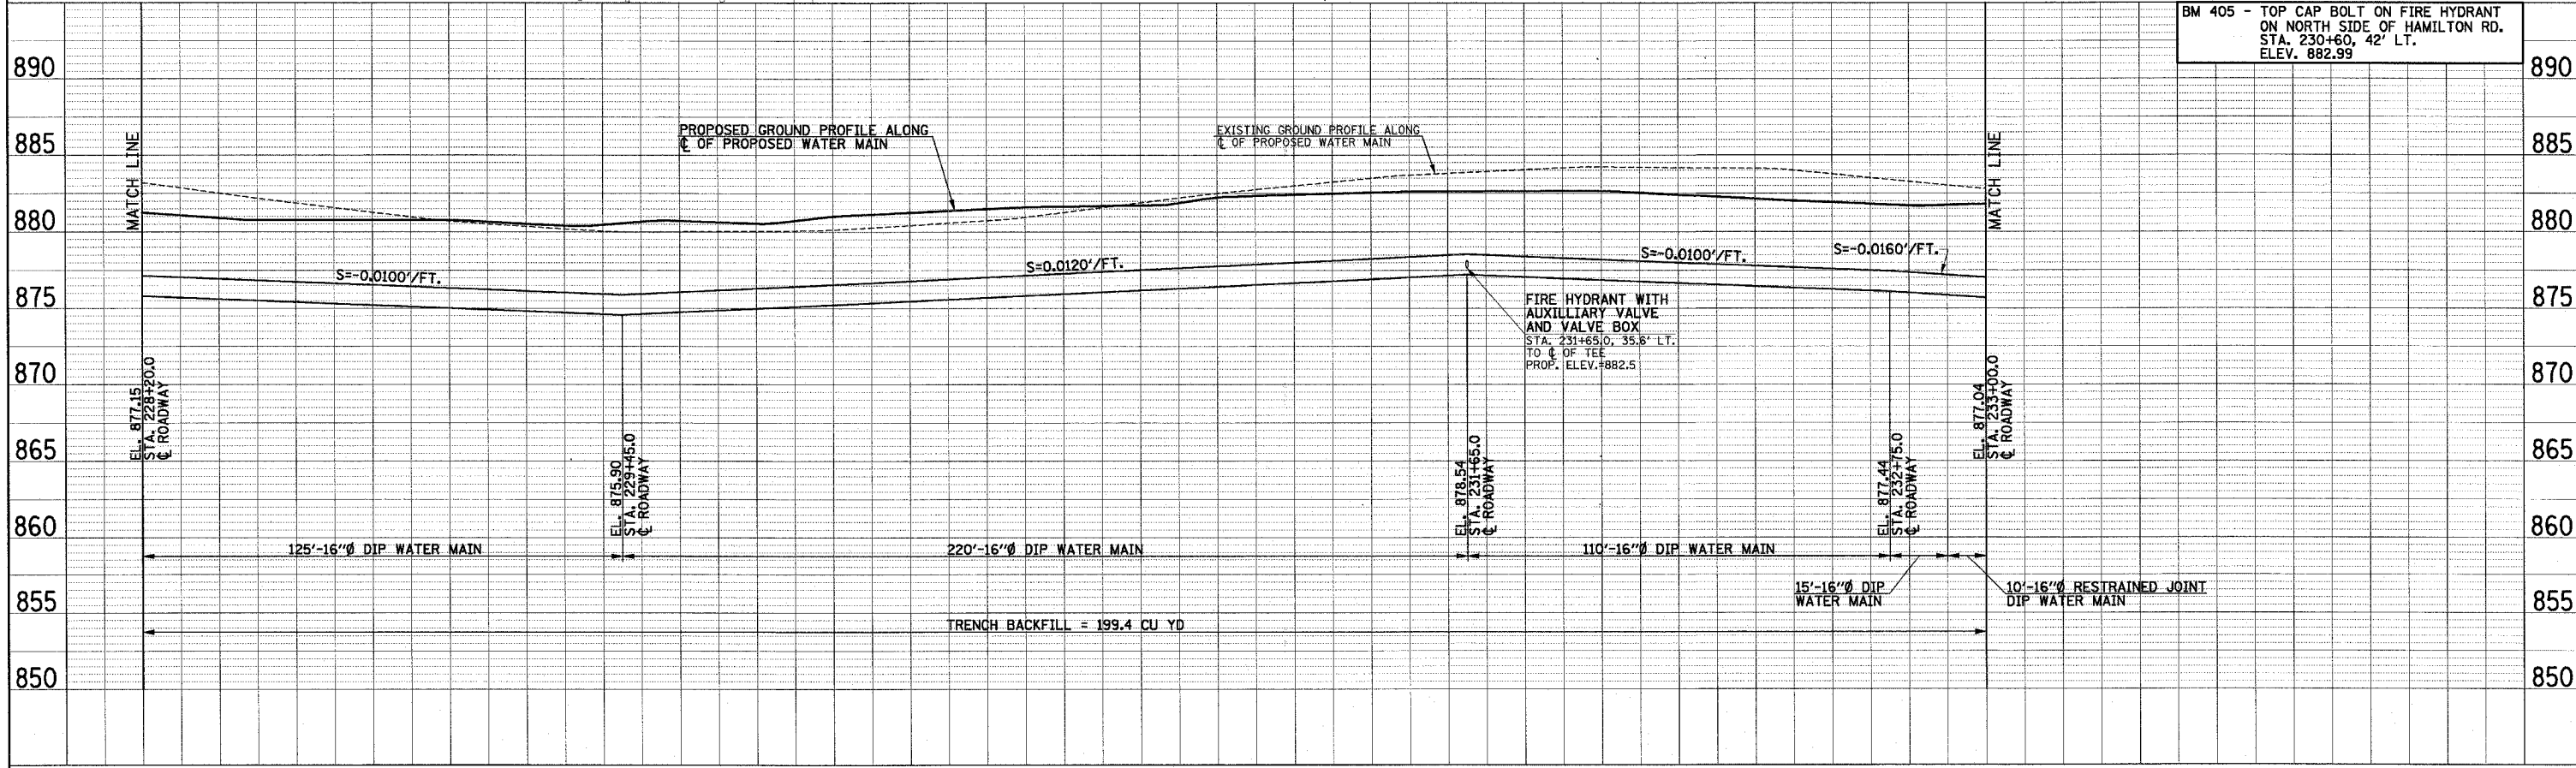 BM 405 - TOP CAP BOLT ON FIRE HYDRANT
ON NORTH SIDE OF HAMILTON RD.
STA. 230+60, 42' LT.
ELEV. 882.99
890
890
885
885
880
880
875
875
870
870
865
865
860
860
855
855
850
850
MATCH LINE
PROPOSED GROUND PROFILE ALONG
℄ OF PROPOSED WATER MAIN
EXISTING GROUND PROFILE ALONG
℄ OF PROPOSED WATER MAIN
MATCH LINE
S=-0.0100'/FT.
S=0.0120'/FT.
S=-0.0100'/FT.
S=-0.0160'/FT.
FIRE HYDRANT WITH
AUXILLIARY VALVE
AND VALVE BOX
STA. 231+65.0, 35.6' LT.
TO ℄ OF TEE
PROP. ELEV.=882.5
EL. 877.15
STA. 228+20.0
℄ ROADWAY
EL. 875.90
STA. 229+45.0
℄ ROADWAY
EL. 878.54
STA. 231+65.0
℄ ROADWAY
EL. 877.44
STA. 232+75.0
℄ ROADWAY
EL. 877.04
STA. 233+00.0
℄ ROADWAY
125'-16"Ø DIP WATER MAIN
220'-16"Ø DIP WATER MAIN
110'-16"Ø DIP WATER MAIN
15'-16"Ø DIP
WATER MAIN
10'-16"Ø RESTRAINED JOINT
DIP WATER MAIN
TRENCH BACKFILL = 199.4 CU YD